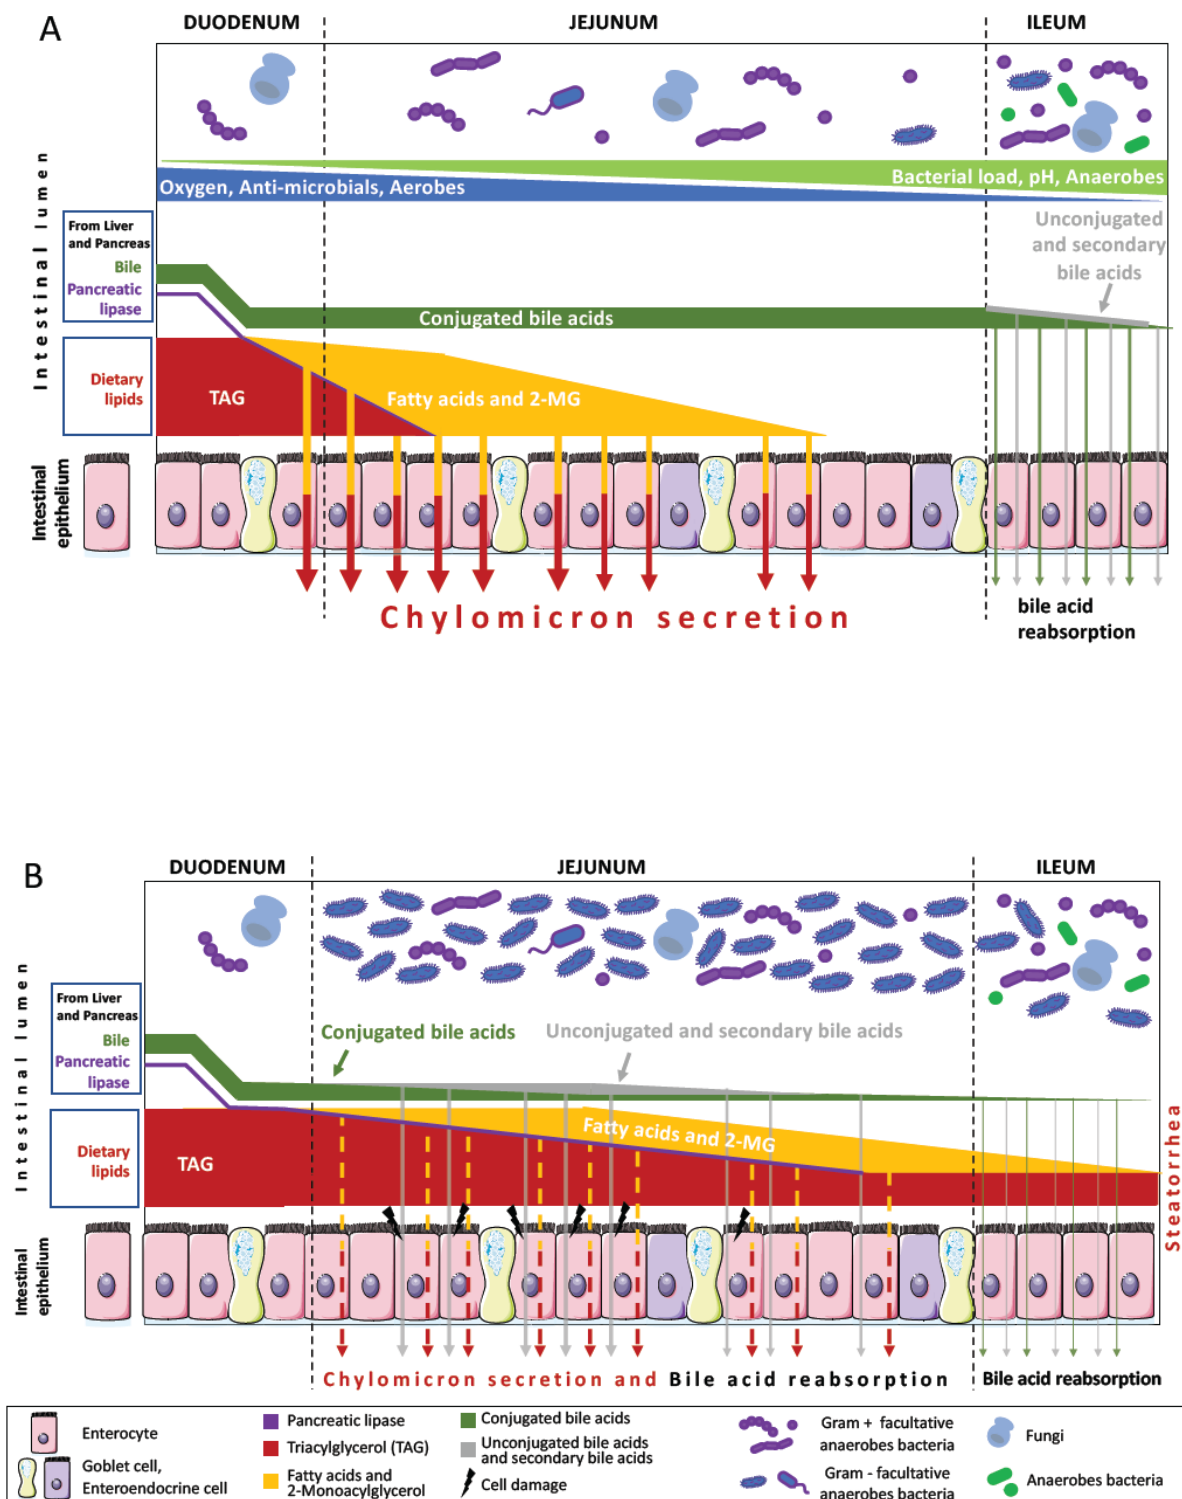 A
DUODENUM
JEJUNUM
ILEUM
Oxygen, Anti-microbials, Aerobes
Bacterial load, pH, Anaerobes
Intestinal lumen
From Liver
and Pancreas
Bile
Pancreatic
lipase
Unconjugated
and secondary
bile acids
Conjugated bile acids
Dietary
lipids
TAG
Fatty acids and 2-MG
Intestinal
epithelium
Chylomicron secretion
bile acid
reabsorption
B
DUODENUM
JEJUNUM
ILEUM
Intestinal lumen
From Liver
and Pancreas
Bile
Pancreatic
lipase
Conjugated bile acids
Unconjugated and secondary bile acids
Dietary
lipids
TAG
Fatty acids and 2-MG
Steatorrhea
Intestinal
epithelium
Chylomicron secretion and Bile acid reabsorption
Bile acid reabsorption
Enterocyte
Goblet cell,
Enteroendocrine cell
Pancreatic lipase
Triacylglycerol (TAG)
Fatty acids and
2-Monoacylglycerol
Conjugated bile acids
Unconjugated bile acids
and secondary bile acids
Cell damage
Gram + facultative
anaerobes bacteria
Gram - facultative
anaerobes bacteria
Fungi
Anaerobes bacteria